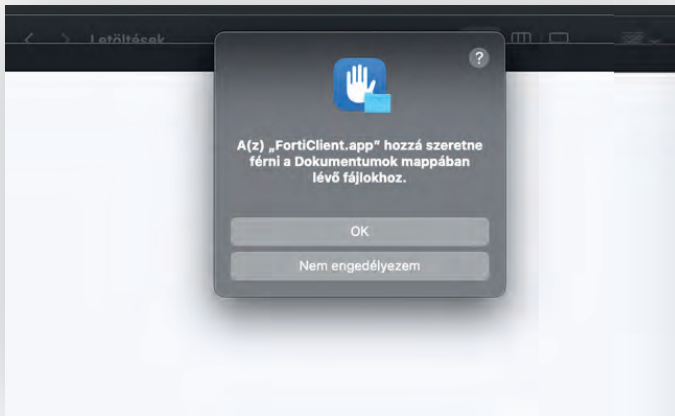 Letöltések
?
A(z) „FortiClient.app” hozzá szeretne
férni a Dokumentumok mappában
lévő fájlokhoz.
OK
Nem engedélyezem